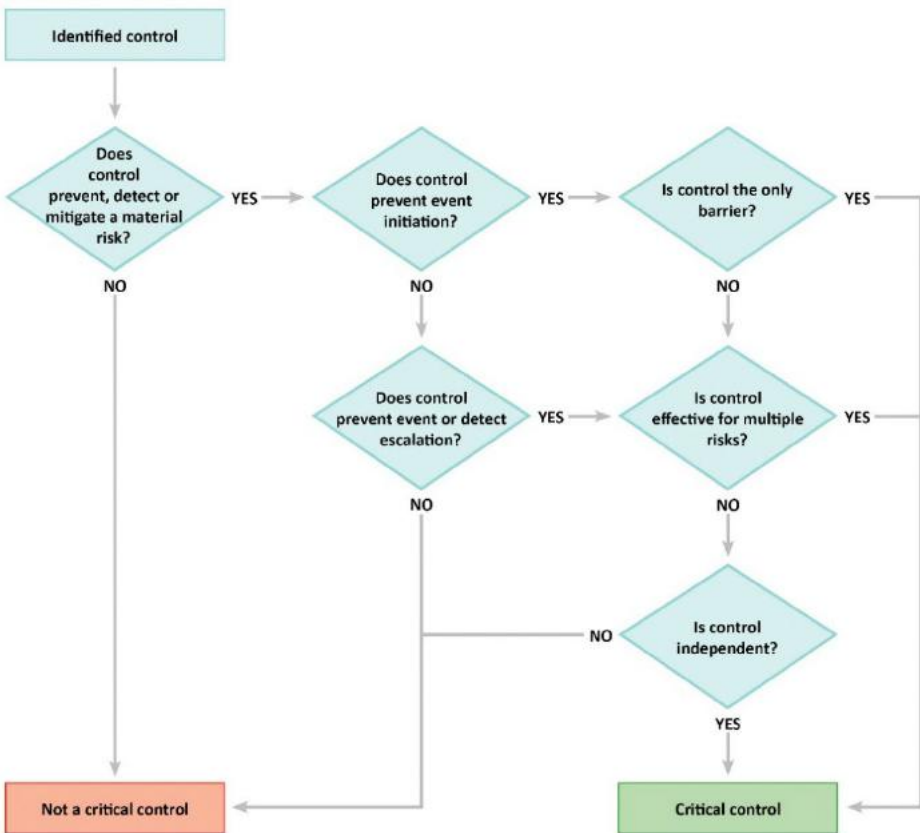 Identified control
Does
control
prevent, detect or
mitigate a material
risk?
YES
Does control
prevent event
initiation?
YES
Is control the only
barrier?
YES
NO
NO
NO
Does control
prevent event or detect
escalation?
YES
Is control
effective for multiple
risks?
YES
NO
NO
Is control
independent?
NO
YES
Not a critical control
Critical control